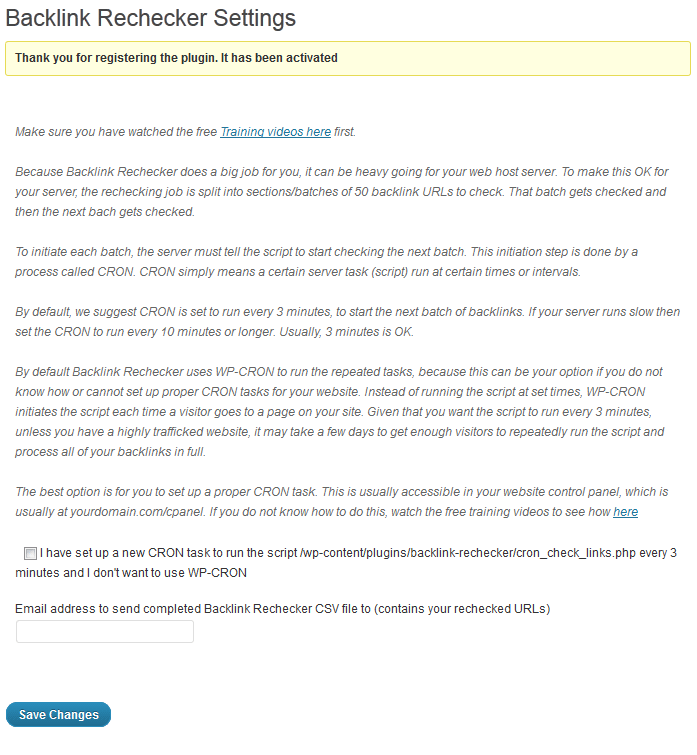 Backlink Rechecker Settings
Thank you for registering the plugin. It has been activated
Make sure you have watched the free Training videos here first.
Because Backlink Rechecker does a big job for you, it can be heavy going for your web host server. To make this OK for
your server, the rechecking job is split into sections/batches of 50 backlink URLs to check. That batch gets checked and
then the next bach gets checked.
To initiate each batch, the server must tell the script to start checking the next batch. This initiation step is done by a
process called CRON. CRON simply means a certain server task (script) run at certain times or intervals.
By default, we suggest CRON is set to run every 3 minutes, to start the next batch of backlinks. If your server runs slow then
set the CRON to run every 10 minutes or longer. Usually, 3 minutes is OK.
By default Backlink Rechecker uses WP-CRON to run the repeated tasks, because this can be your option if you do not
know how or cannot set up proper CRON tasks for your website. Instead of running the script at set times, WP-CRON
initiates the script each time a visitor goes to a page on your site. Given that you want the script to run every 3 minutes,
unless you have a highly trafficked website, it may take a few days to get enough visitors to repeatedly run the script and
process all of your backlinks in full.
The best option is for you to set up a proper CRON task. This is usually accessible in your website control panel, which is
usually at yourdomain.com/cpanel. If you do not know how to do this, watch the free training videos to see how here
I have set up a new CRON task to run the script /wp-content/plugins/backlink-rechecker/cron_check_links.php every 3
minutes and I don't want to use WP-CRON
Email address to send completed Backlink Rechecker CSV file to (contains your rechecked URLs)
Save Changes